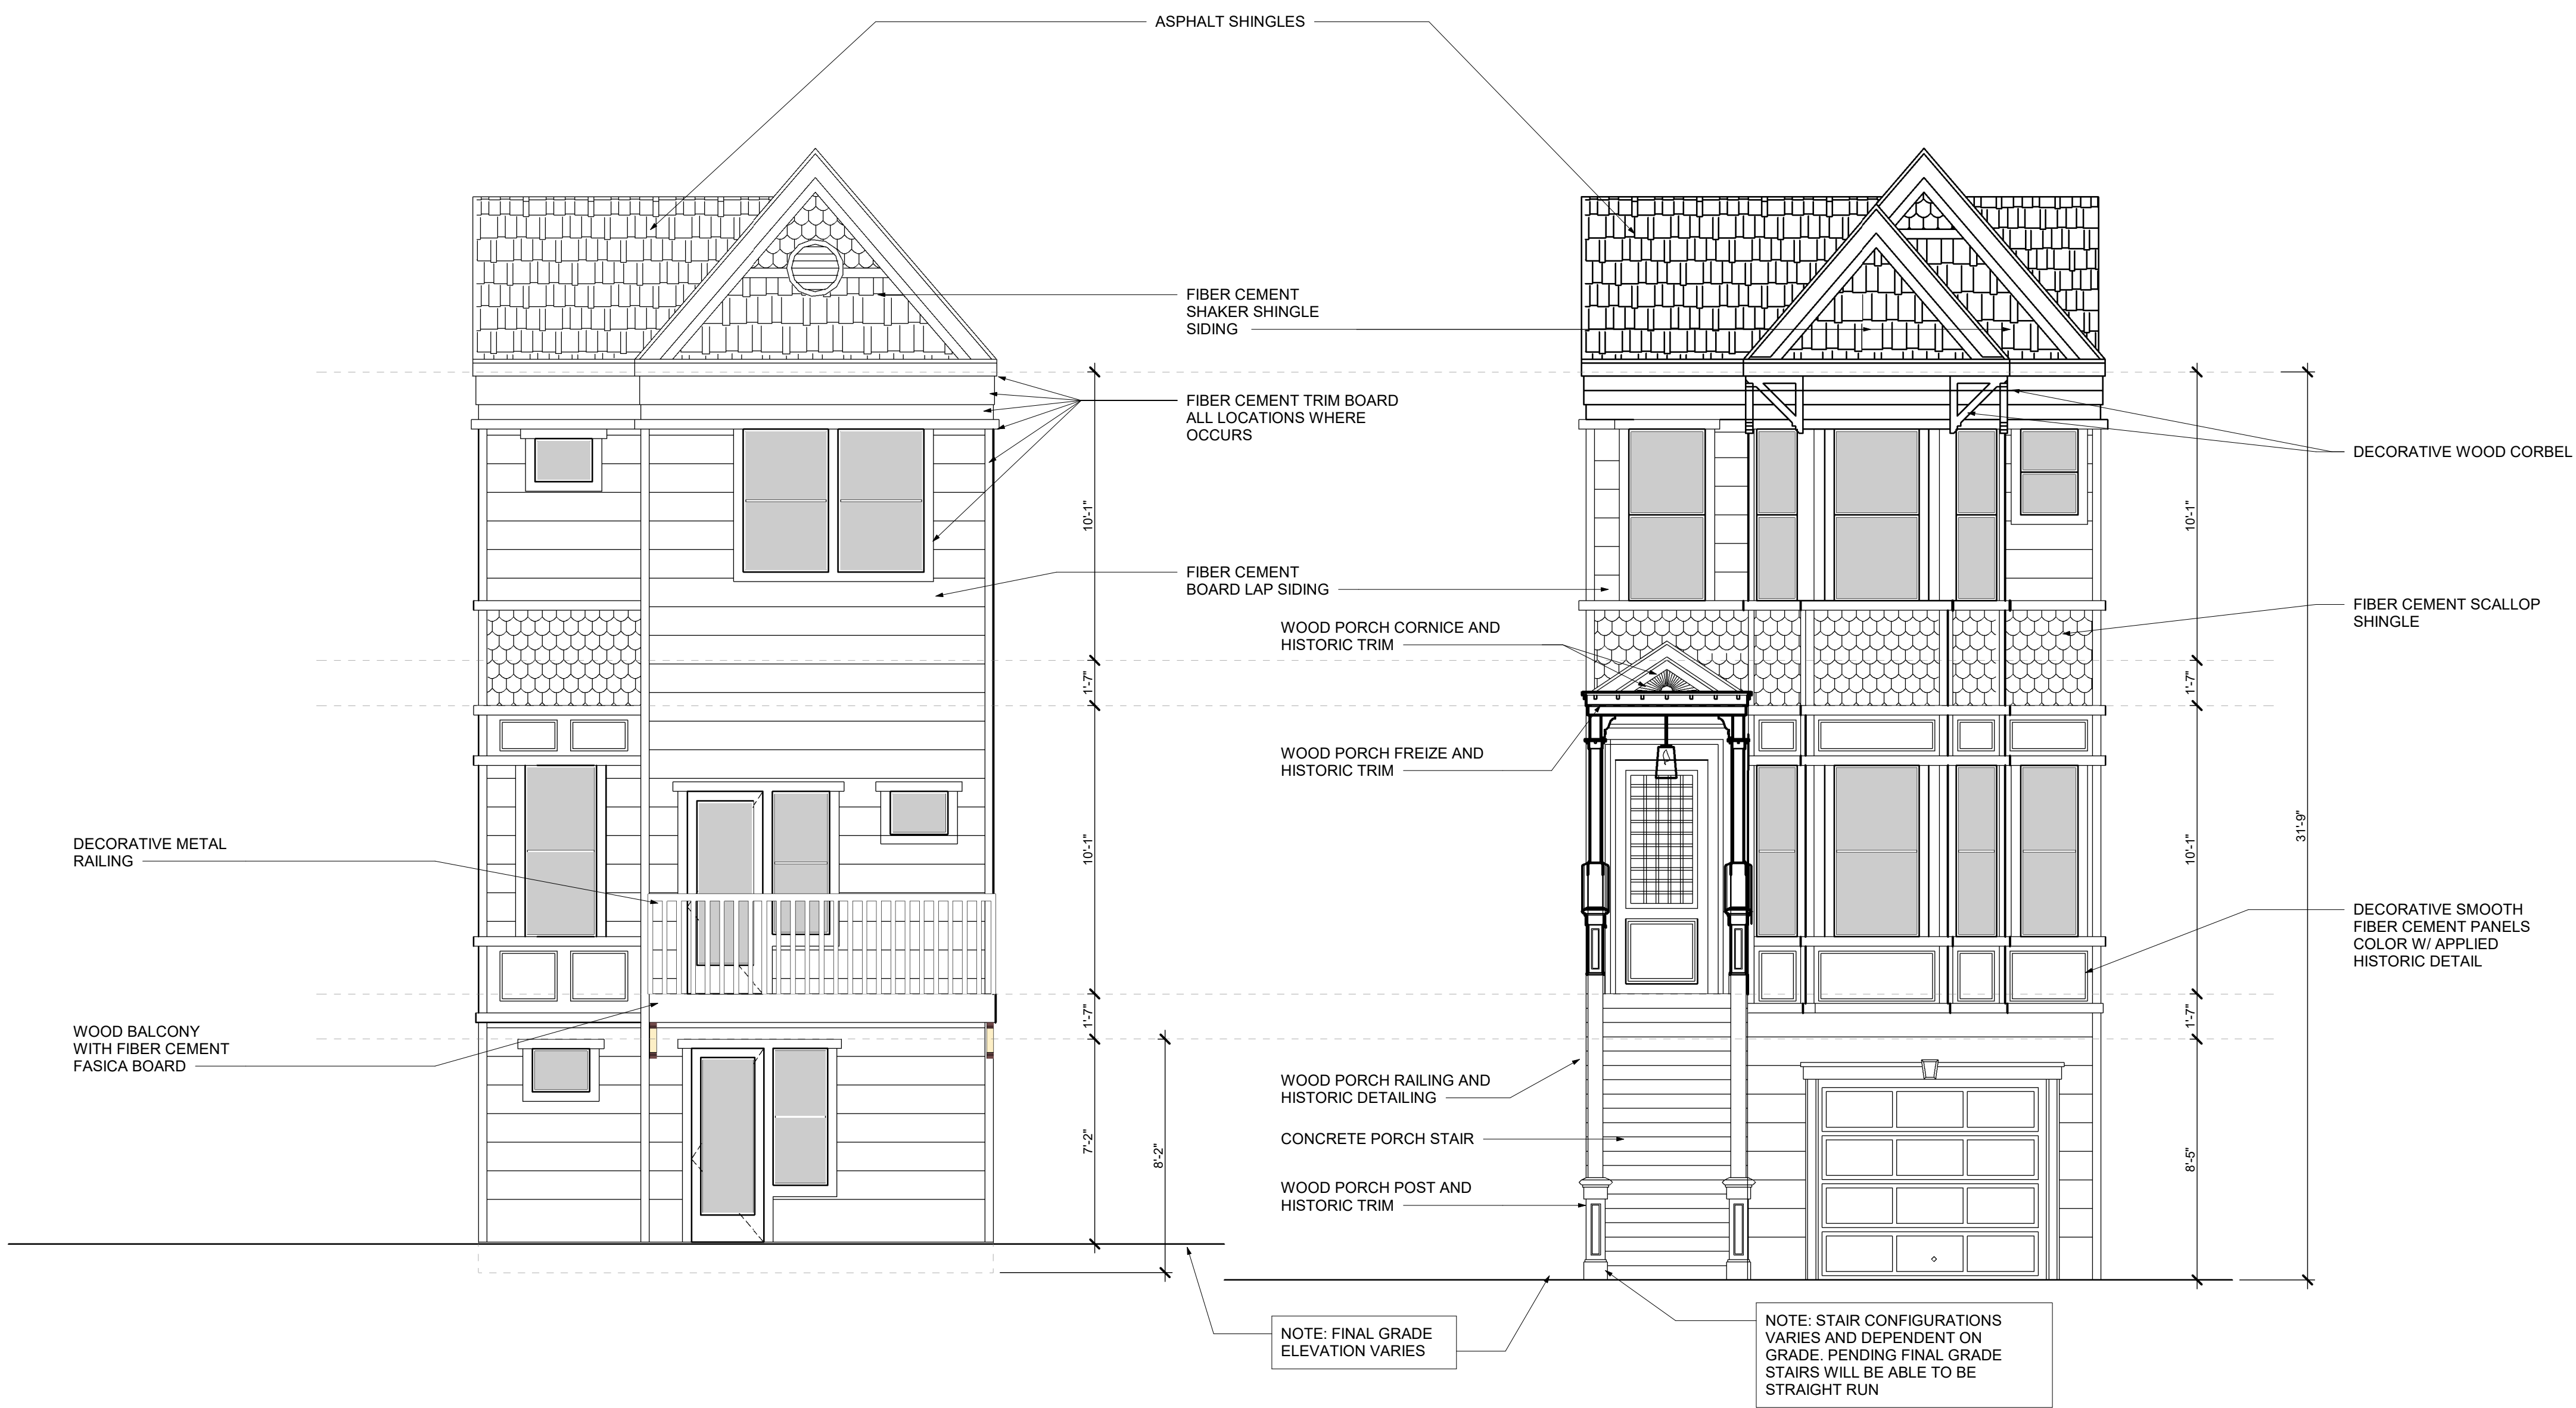 ASPHALT SHINGLES
FIBER CEMENT
SHAKER SHINGLE
SIDING
FIBER CEMENT TRIM BOARD
ALL LOCATIONS WHERE
OCCURS
DECORATIVE WOOD CORBEL
10'-1"
10'-1"
FIBER CEMENT
BOARD LAP SIDING
FIBER CEMENT SCALLOP
SHINGLE
WOOD PORCH CORNICE AND
HISTORIC TRIM
1'-7"
1'-7"
WOOD PORCH FREIZE AND
HISTORIC TRIM
31'-9"
DECORATIVE METAL
RAILING
10'-1"
10'-1"
DECORATIVE SMOOTH
FIBER CEMENT PANELS
COLOR W/ APPLIED
HISTORIC DETAIL
1'-7"
1'-7"
WOOD BALCONY
WITH FIBER CEMENT
FASICA BOARD
WOOD PORCH RAILING AND
HISTORIC DETAILING
7'-2"
8'-2"
CONCRETE PORCH STAIR
8'-5"
WOOD PORCH POST AND
HISTORIC TRIM
NOTE: FINAL GRADE
ELEVATION VARIES
NOTE: STAIR CONFIGURATIONS
VARIES AND DEPENDENT ON
GRADE. PENDING FINAL GRADE
STAIRS WILL BE ABLE TO BE
STRAIGHT RUN